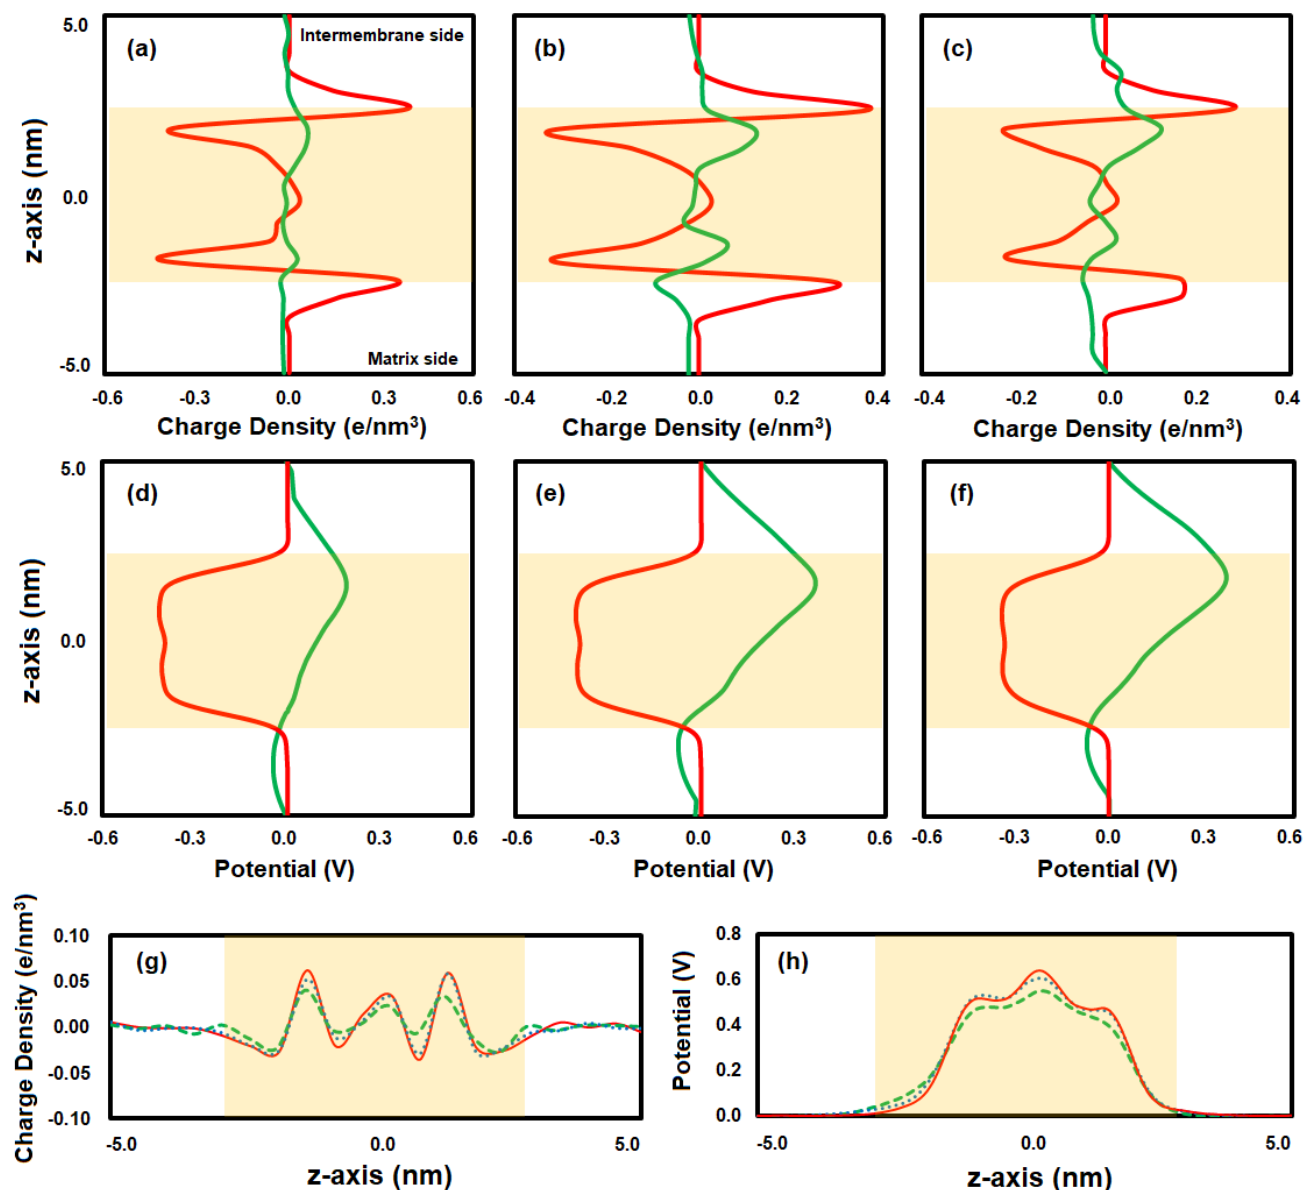 5.0
(a)
Intermembrane side
(b)
(c)
z-axis (nm)
0.0
-5.0
Matrix side
-0.6 -0.3 0.0 0.3 0.6
-0.4 -0.2 0.0 0.2 0.4
-0.4 -0.2 0.0 0.2 0.4
Charge Density (e/nm³)
Charge Density (e/nm³)
Charge Density (e/nm³)
5.0
(d)
(e)
(f)
z-axis (nm)
0.0
-5.0
-0.6 -0.3 0.0 0.3 0.6
-0.6 -0.3 0.0 0.3 0.6
-0.6 -0.3 0.0 0.3 0.6
Potential (V)
Potential (V)
Potential (V)
Charge Density (e/nm³)
0.10
0.05
0.00
-0.05
-0.10
(g)
-5.0 0.0 5.0
z-axis (nm)
Potential (V)
0.8
0.6
0.4
0.2
0.0
(h)
-5.0 0.0 5.0
z-axis (nm)